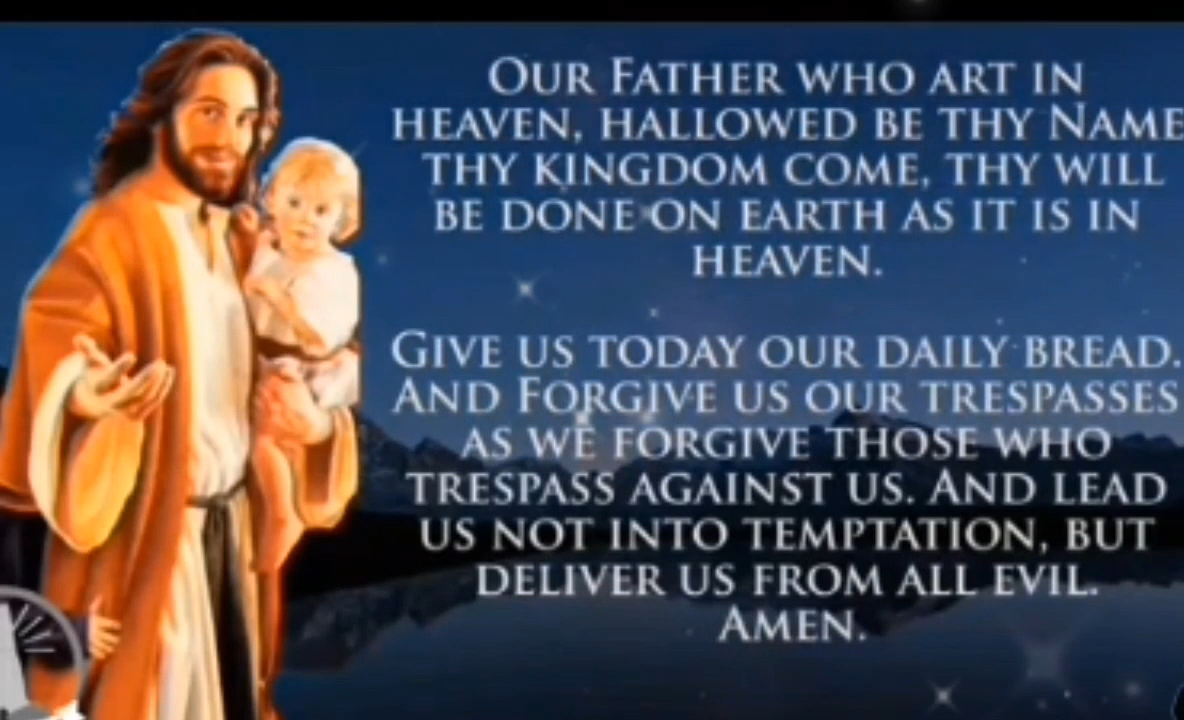 Our Father who art in
heaven, hallowed be thy Name
thy kingdom come, thy will
be done on earth as it is in
heaven.
Give us today our daily bread.
And Forgive us our trespasses
as we forgive those who
trespass against us. And lead
us not into temptation, but
deliver us from all evil.
Amen.